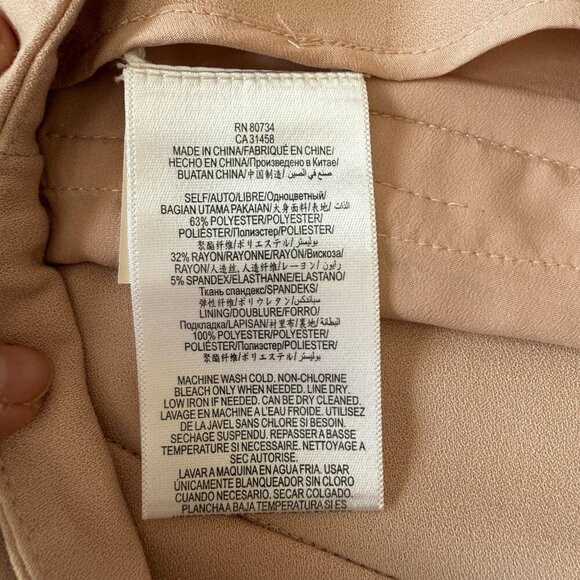 RN 80734
CA 31458
MADE IN CHINA/FABRIQUÉ EN CHINE/
HECHO EN CHINA/Произведено в Китае/
BUATAN CHINA/中国制造/ صنع في الصين
SELF/AUTO/LIBRE/Одноцветный/
BAGIAN UTAMA PAKAIAN/大身面料/表地/ الذات
63% POLYESTER/POLYESTER/
POLIÉSTER/Полиэстер/POLIESTER/
聚酯纤维/ポリエステル/بوليستر
32% RAYON/RAYONNE/RAYÓN/Вискоза/
RAYON/人造丝, 人造纤维/レーヨン/ رايون
5% SPANDEX/ELTHANNE/ELASTANO/
Ткань спандекс/SPANDEKS/
弹性纤维/ポリウレタン/سباندكس
LINING/DOUBLURE/FORRO/
Подкладка/LAPISAN/衬里布/裏地/ البطانة
100% POLYESTER/POLYESTER/
POLIÉSTER/Полиэстер/POLIESTER/
聚酯纤维/ポリエステル/ بوليستر
MACHINE WASH COLD. NON-CHLORINE
BLEACH ONLY WHEN NEEDED. LINE DRY.
LOW IRON IF NEEDED. CAN BE DRY CLEANED.
LAVAGE EN MACHINE A L'EAU FROIDE. UTILISEZ
DE LA JAVEL SANS CHLORE SI BESOIN.
SECHAGE SUSPENDU. REPASSER A BASSE
TEMPERATURE SI NECESSAIRE. NETTOYAGE A
SEC AUTORISE.
LAVAR A MAQUINA EN AGUA FRIA. USAR
ÚNICAMENTE BLANQUEADOR SIN CLORO
CUANDO NECESARIO. SECAR COLGADO.
PLANCHA A BAJA TEMPERATURA SI ES